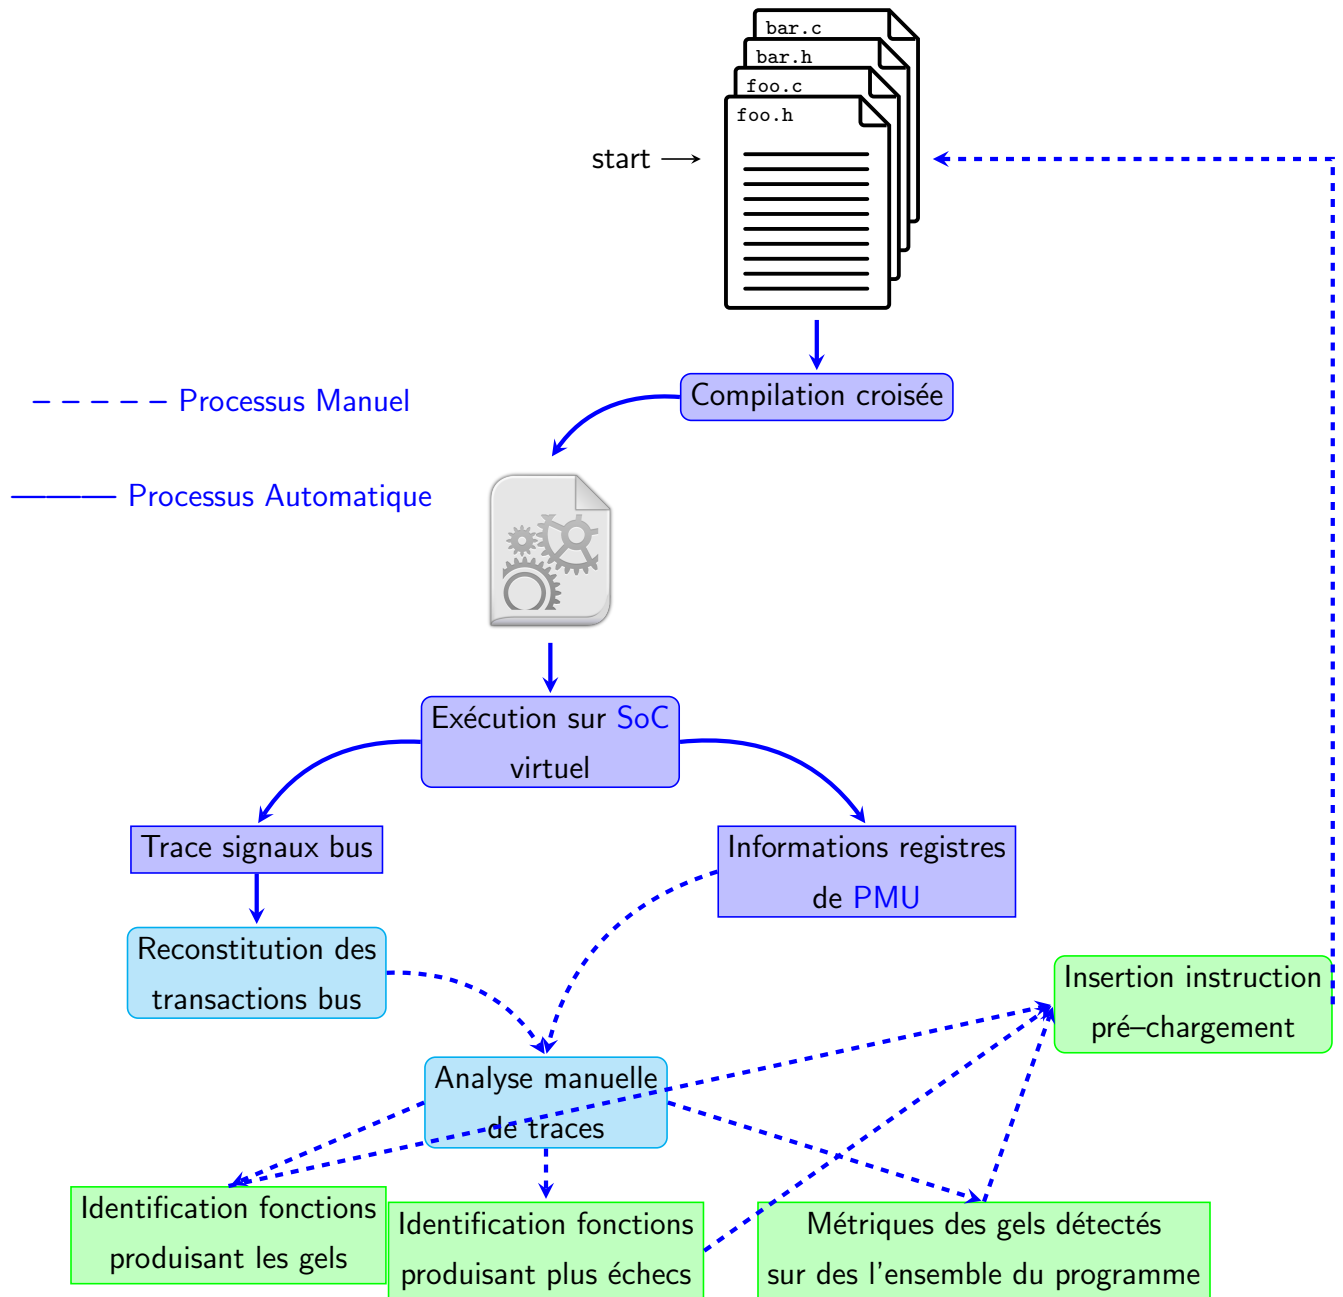 bar.c
bar.h
foo.c
foo.h
start
Compilation croisée
Processus Manuel
Processus Automatique
Exécution sur SoC
virtuel
Trace signaux bus
Informations registres
de PMU
Reconstitution des
transactions bus
Insertion instruction
pré–chargement
Analyse manuelle
de traces
Identification fonctions
produisant les gels
Identification fonctions
produisant plus échecs
Métriques des gels détectés
sur des l'ensemble du programme